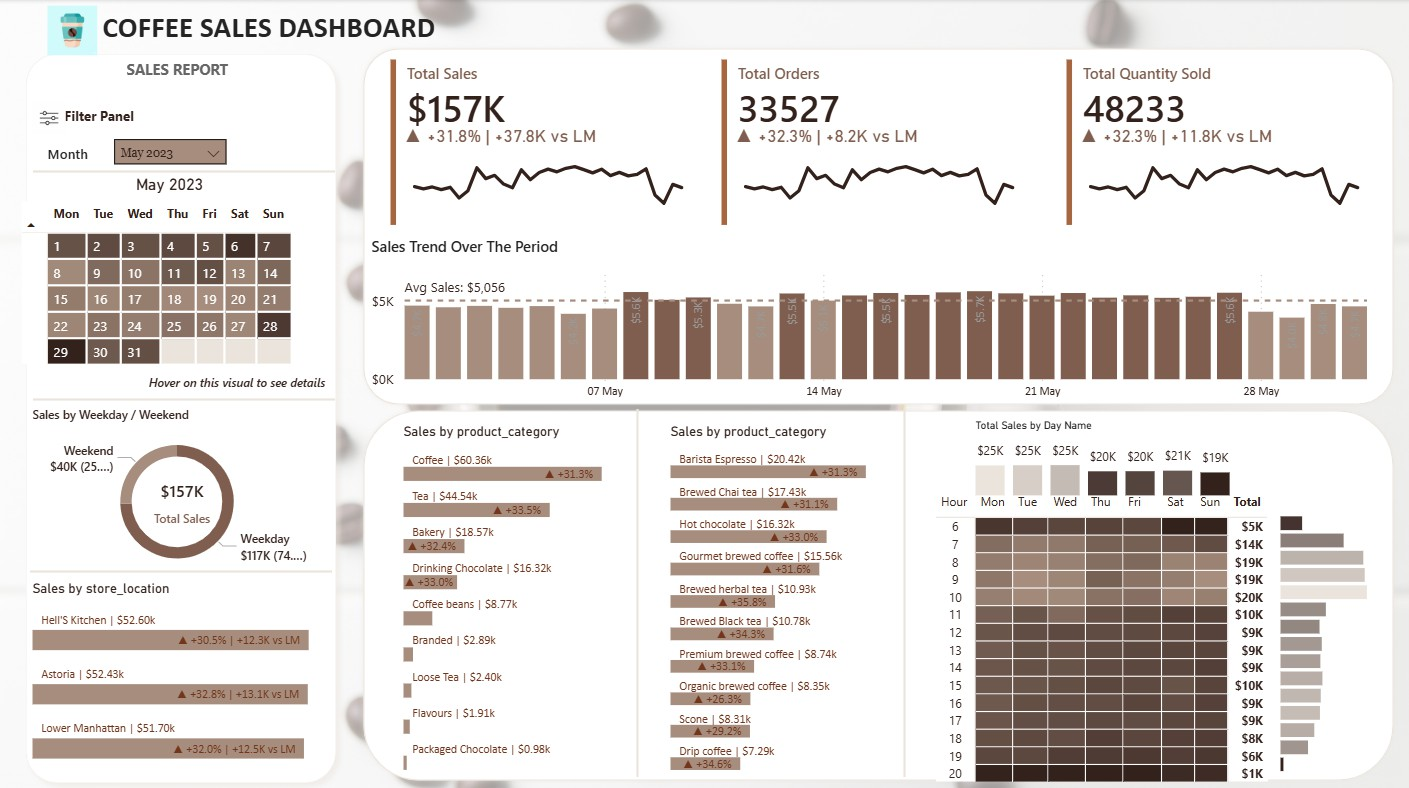 COFFEE SALES DASHBOARD
SALES REPORT
Filter Panel
Month
May 2023
May 2023
Mon Tue Wed Thu Fri Sat Sun
1 2 3 4 5 6 7
8 9 10 11 12 13 14
15 16 17 18 19 20 21
22 23 24 25 26 27 28
29 30 31
Hover on this visual to see details
Sales by Weekday / Weekend
Weekend
$40K (25....)
$157K
Total Sales
Weekday
$117K (74....)
Sales by store_location
Hell'S Kitchen | $52.60k
▲ +30.5% | +12.3K vs LM
Astoria | $52.43k
▲ +32.8% | +13.1K vs LM
Lower Manhattan | $51.70k
▲ +32.0% | +12.5K vs LM
Total Sales
$157K
▲ +31.8% | +37.8K vs LM
Total Orders
33527
▲ +32.3% | +8.2K vs LM
Total Quantity Sold
48233
▲ +32.3% | +11.8K vs LM
Sales Trend Over The Period
Avg Sales: $5,056
$5K
$0K
$5.6K
$5.3K
$5.5K
$5.5K
$5.7K
$5.6K
07 May
14 May
21 May
28 May
Sales by product_category
Coffee | $60.36k
▲ +31.3%
Tea | $44.54k
▲ +33.5%
Bakery | $18.57k
▲ +32.4%
Drinking Chocolate | $16.32k
▲ +33.0%
Coffee beans | $8.77k
Branded | $2.89k
Loose Tea | $2.40k
Flavours | $1.91k
Packaged Chocolate | $0.98k
Sales by product_category
Barista Espresso | $20.42k
▲ +31.3%
Brewed Chai tea | $17.43k
▲ +31.1%
Hot chocolate | $16.32k
▲ +33.0%
Gourmet brewed coffee | $15.56k
▲ +31.6%
Brewed herbal tea | $10.93k
▲ +35.8%
Brewed Black tea | $10.78k
▲ +34.3%
Premium brewed coffee | $8.74k
▲ +33.1%
Organic brewed coffee | $8.35k
▲ +26.3%
Scone | $8.31k
▲ +29.2%
Drip coffee | $7.29k
▲ +34.6%
Total Sales by Day Name
$25K $25K $25K $20K $20K $21K $19K
Hour Mon Tue Wed Thu Fri Sat Sun Total
6 $5K
7 $14K
8 $19K
9 $19K
10 $20K
11 $10K
12 $9K
13 $9K
14 $9K
15 $10K
16 $9K
17 $9K
18 $8K
19 $6K
20 $1K